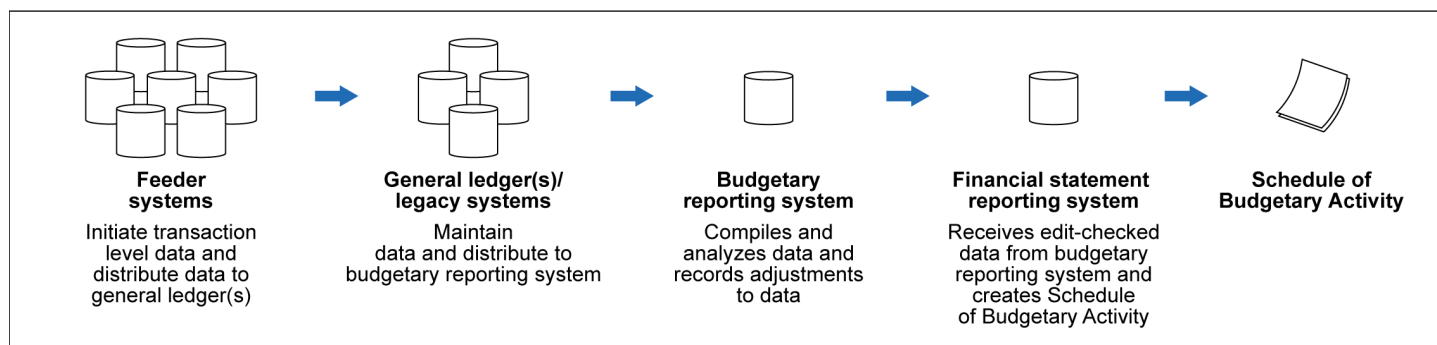 Feeder
systems
Initiate transaction
level data and
distribute data to
general ledger(s)
General ledger(s)/
legacy systems
Maintain
data and distribute to
budgetary reporting system
Budgetary
reporting system
Compiles and
analyzes data and
records adjustments
to data
Financial statement
reporting system
Receives edit-checked
data from budgetary
reporting system and
creates Schedule
of Budgetary Activity
Schedule of
Budgetary Activity